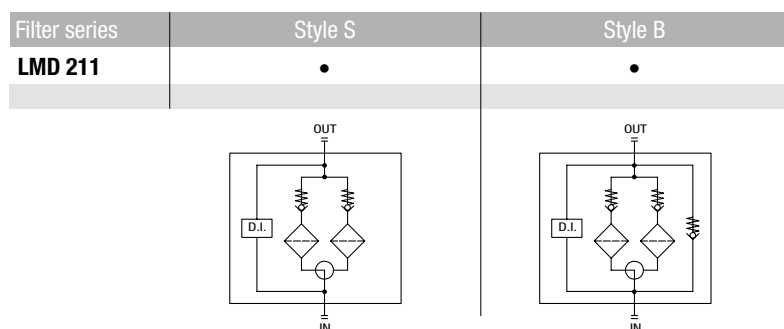 Filter series Style S Style B
LMD 211 • •
OUT OUT
D.I. D.I.
IN IN